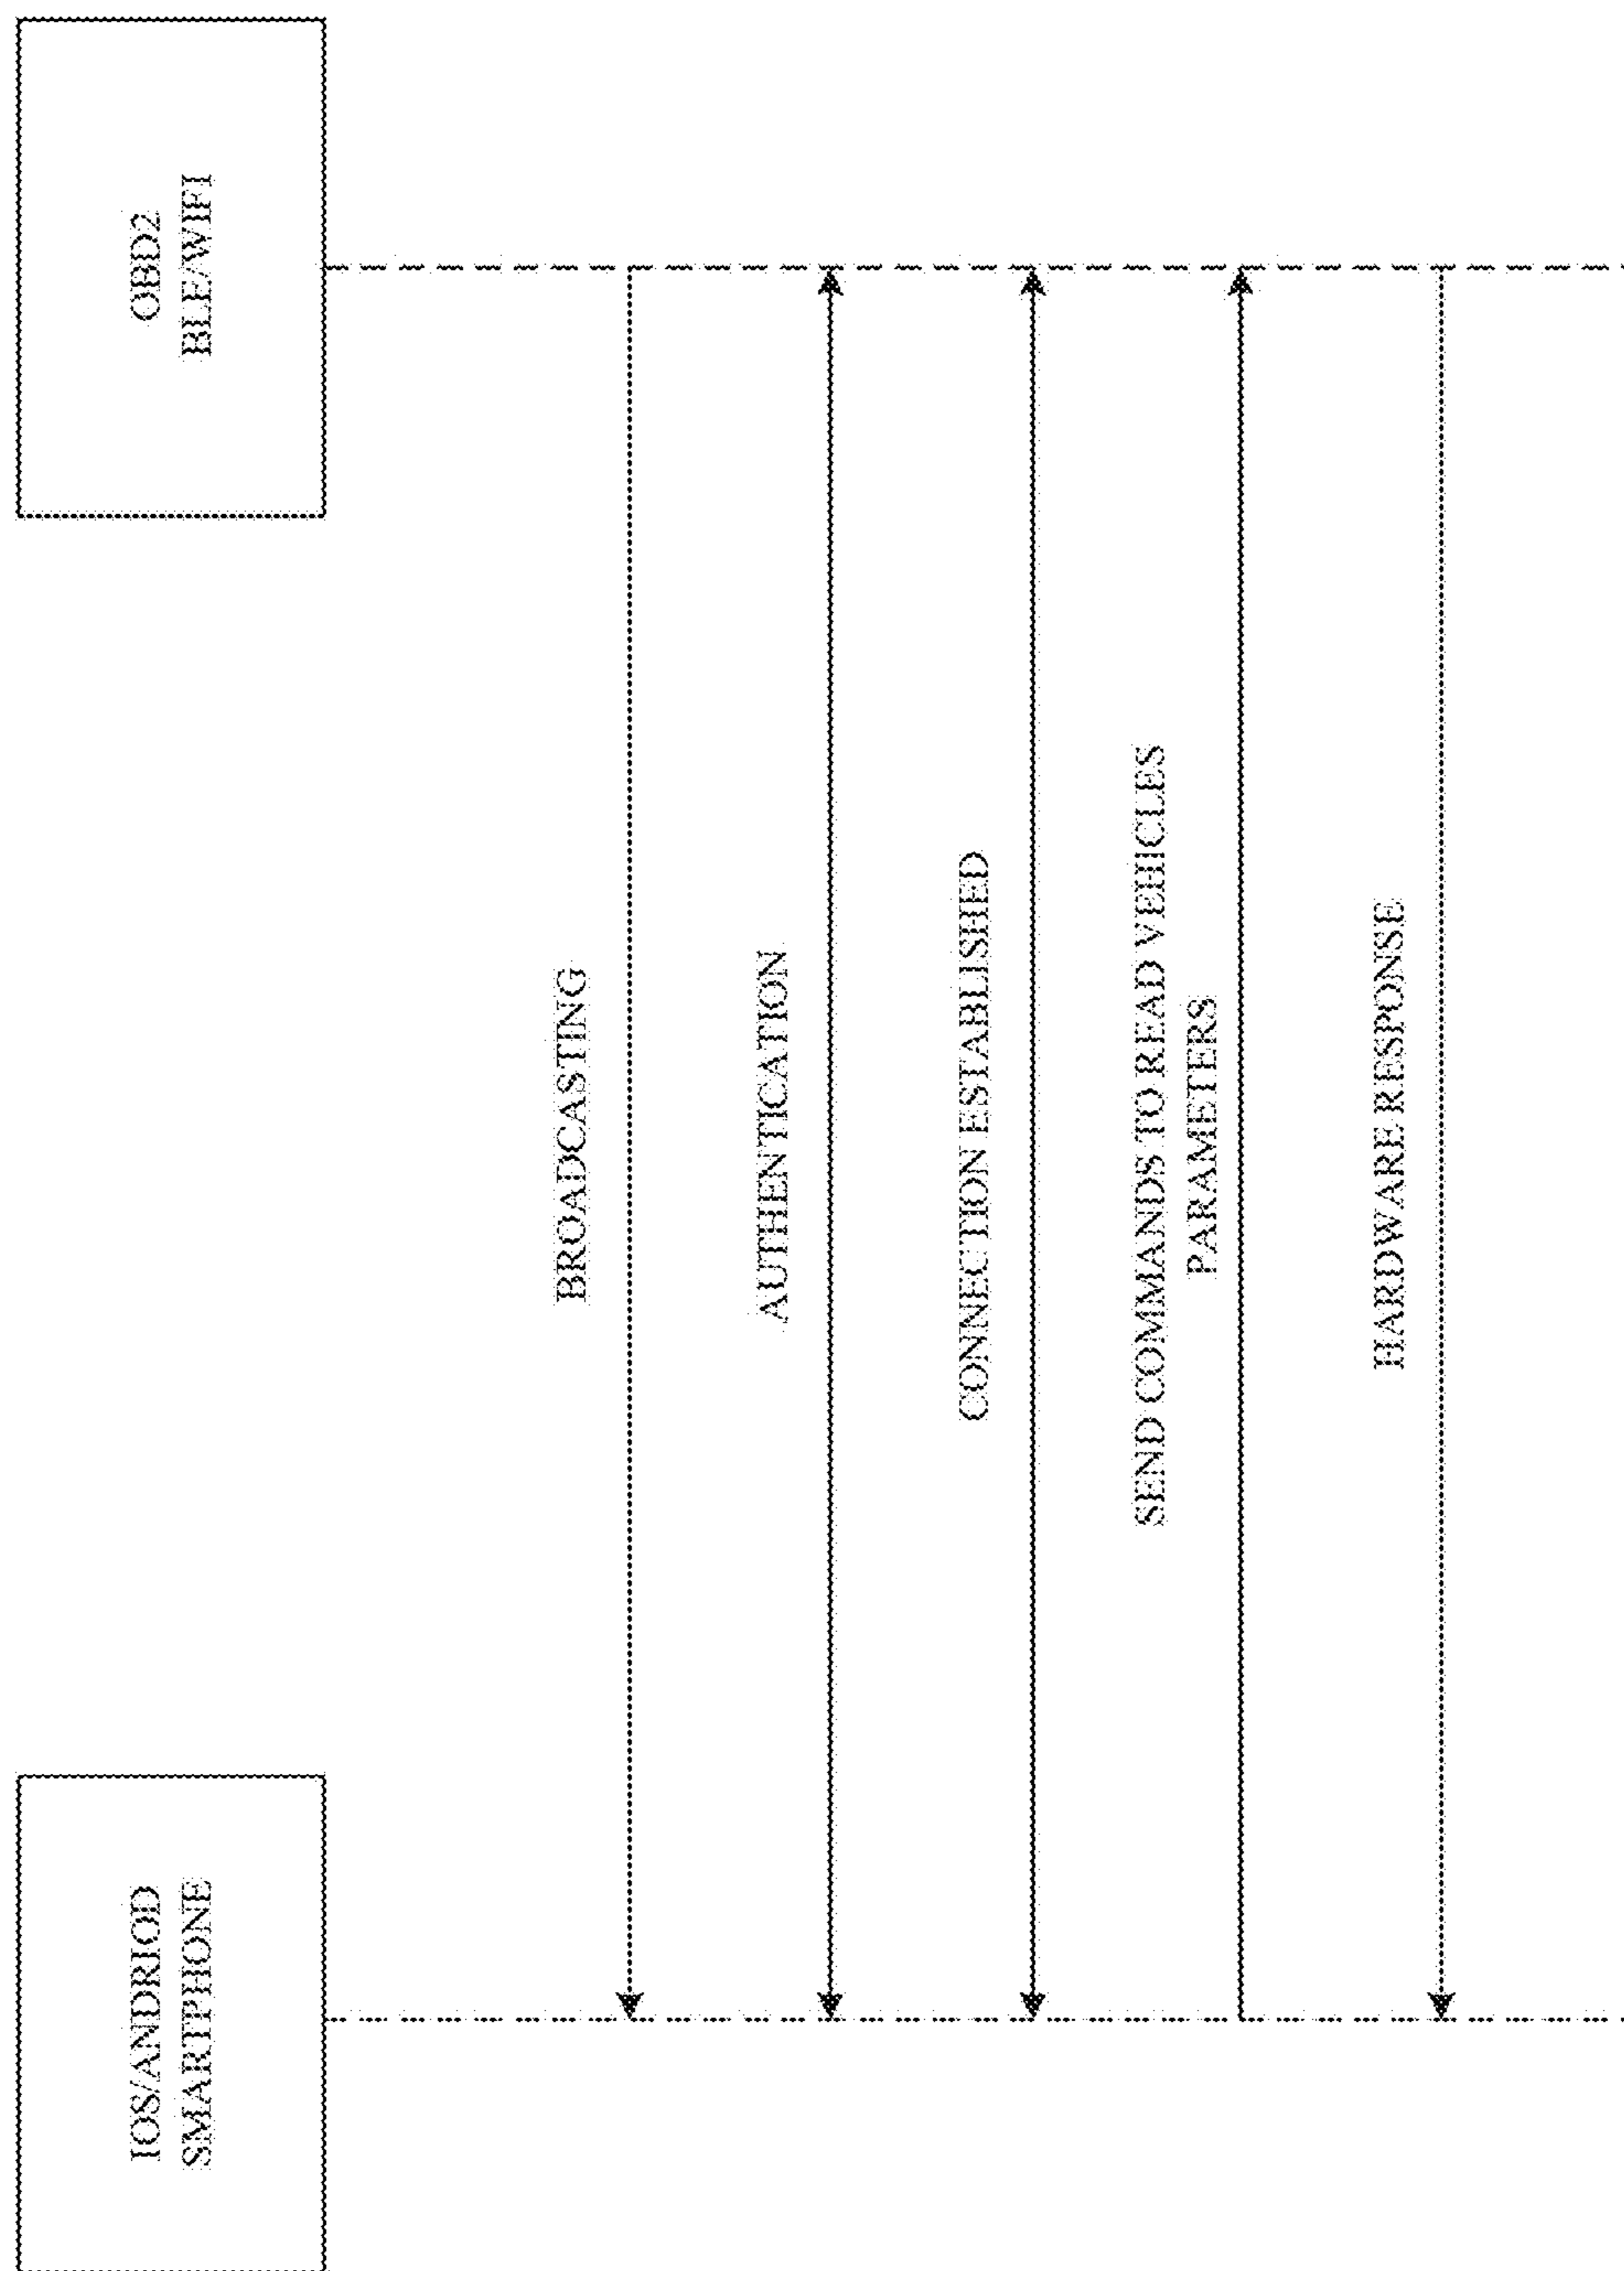 IOS/ANDRIOD
SMARTPHONE
OBD2
BLE/WIFI
BROADCASTING
AUTHENTICATION
CONNECTION ESTABLISHED
SEND COMMANDS TO READ VEHICLES
PARAMETERS
HARDWARE RESPONSE